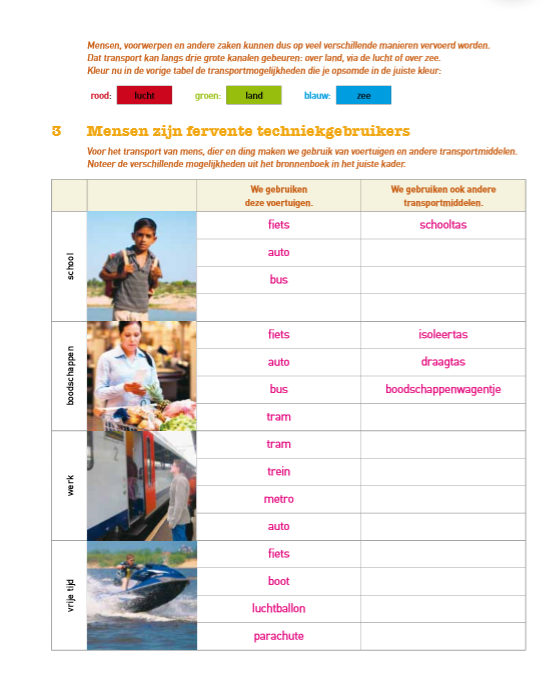 Mensen, voorwerpen en andere zaken kunnen dus op veel verschillende manieren vervoerd worden.
Dat transport kan langs drie grote kanalen gebeuren: over land, via de lucht of over zee.
Kleur nu in de vorige tabel de transportmogelijkheden die je opsomde in de juiste kleur:
rood: lucht groen: land blauw: zee
3 Mensen zijn fervente techniekgebruikers
Voor het transport van mens, dier en ding maken we gebruik van voertuigen en andere transportmiddelen.
Noteer de verschillende mogelijkheden uit het bronnenboek in het juiste kader.
We gebruiken We gebruiken ook andere
deze voertuigen. transportmiddelen.
school
fiets schooltas
auto
bus
boodschappen
fiets isoleertas
auto draagtas
bus boodschappenwagentje
tram
werk
tram
trein
metro
auto
vrije tijd
fiets
boot
luchtballon
parachute